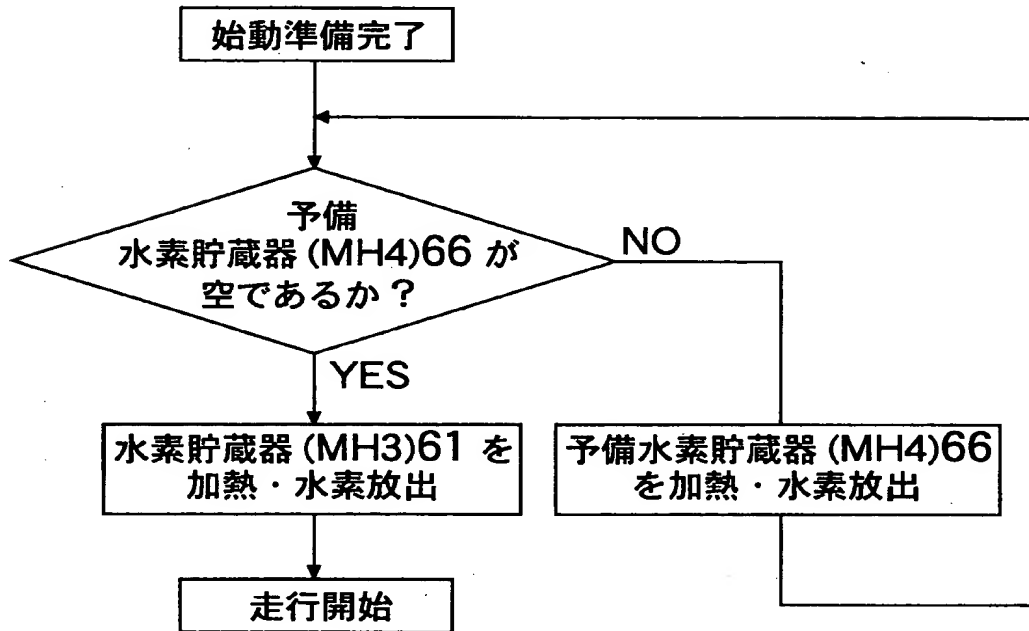 始動準備完了
予備
水素貯蔵器(MH4)66 が
空であるか？
NO
YES
水素貯蔵器(MH3)61 を
加熱・水素放出
予備水素貯蔵器(MH4)66
を加熱・水素放出
走行開始